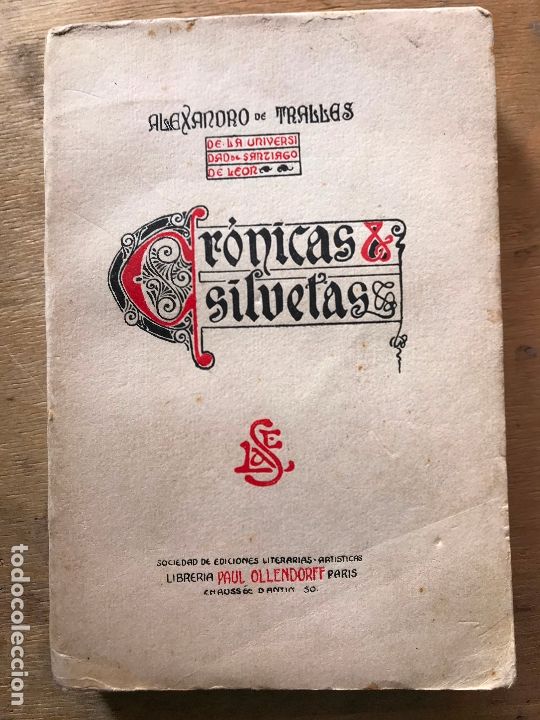 ALEXANDRO DE TRALLES
DE·LA UNIVERSI
DAD DE SANTIAGO
DE LEON
Crónicas &
siluetas
SOCIEDAD DE EDICIONES LITERARIAS-ARTISTICAS
LIBRERIA PAUL OLLENDORFF PARIS
CHAUSSÉE D'ANTIN 50.
todocoleccion